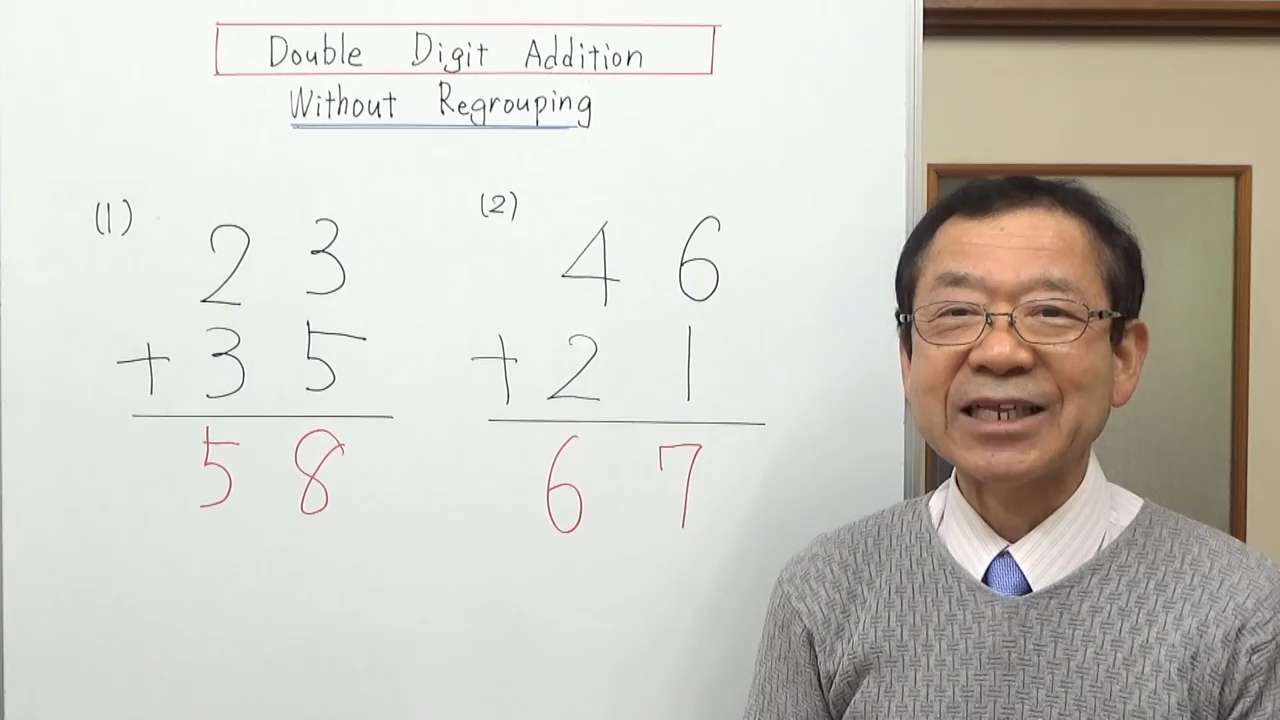 Double Digit Addition
Without Regrouping
(1)
2 3
+ 3 5
5 8
(2)
4 6
+ 2 1
6 7